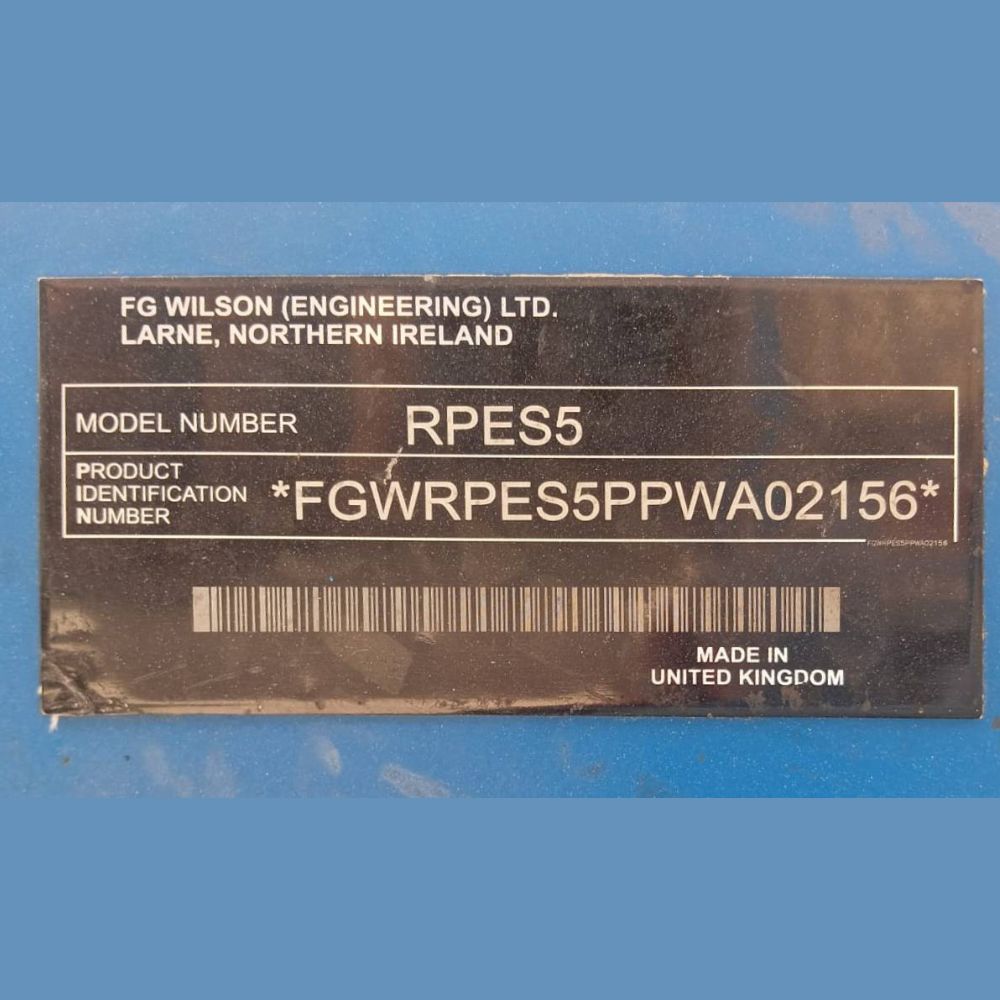 FG WILSON (ENGINEERING) LTD.
LARNE, NORTHERN IRELAND
MODEL NUMBER RPES5
PRODUCT
IDENTIFICATION
NUMBER
*FGWRPES5PPWA02156*
FGWRPES5PPWA02156
MADE IN
UNITED KINGDOM